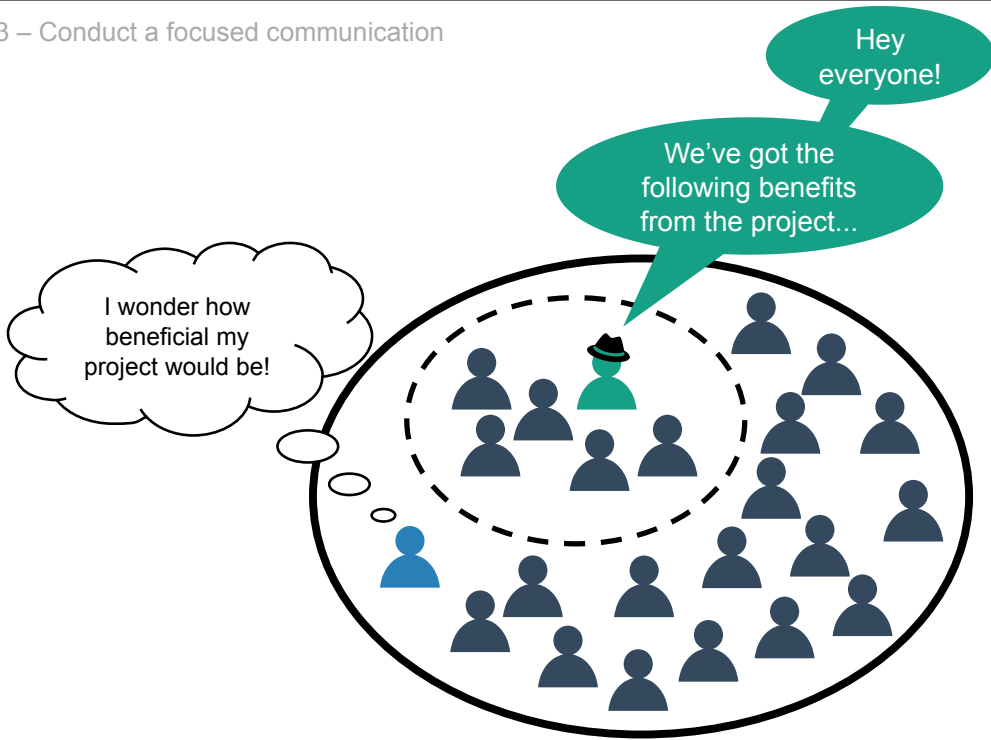 3 – Conduct a focused communication
Hey
everyone!
We’ve got the
following benefits
from the project...
I wonder how
beneficial my
project would be!